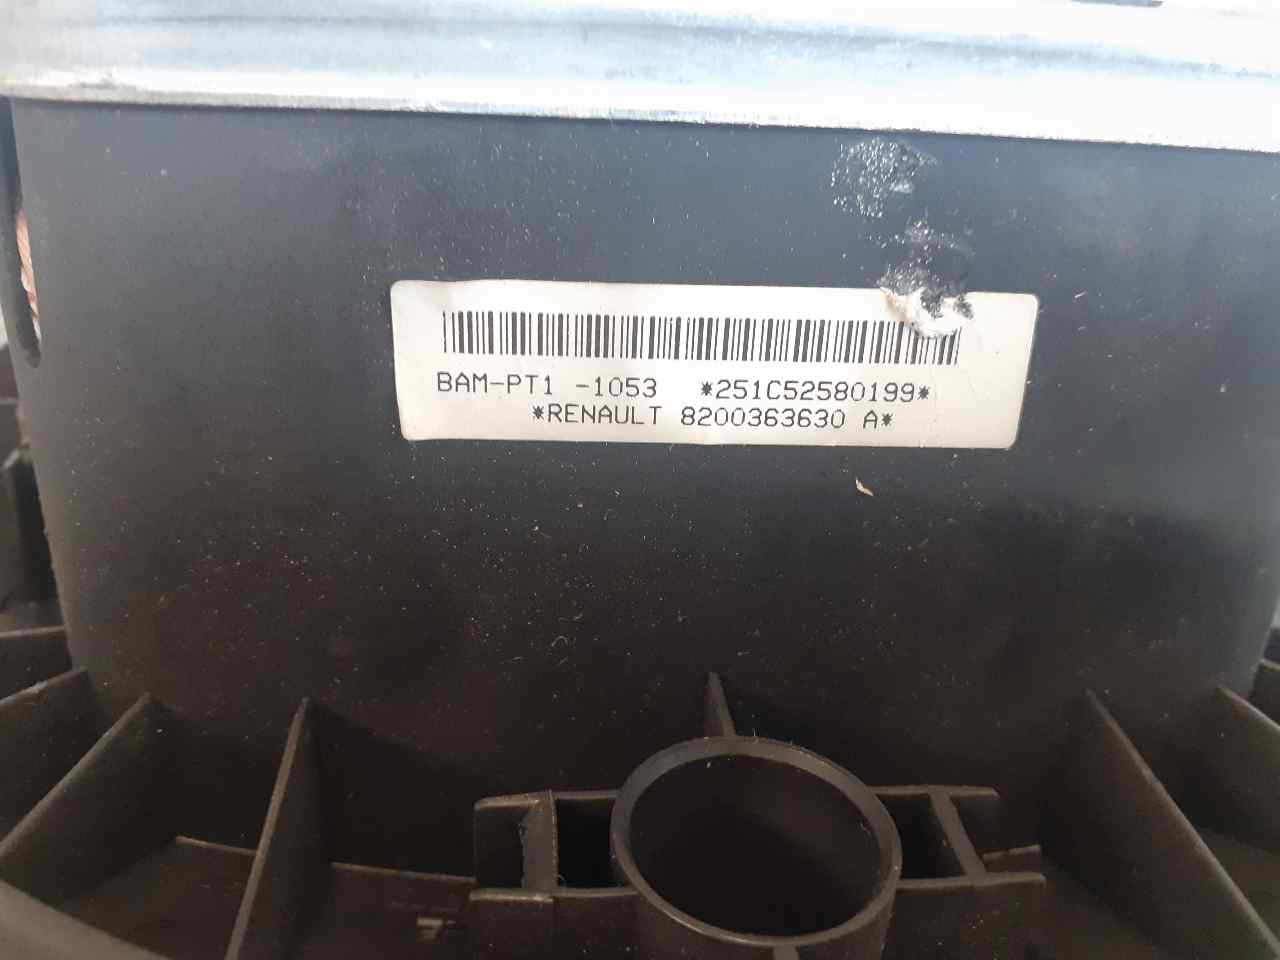 BAM-PT1 -1053 *251C52580199*
*RENAULT 8200363630 A*